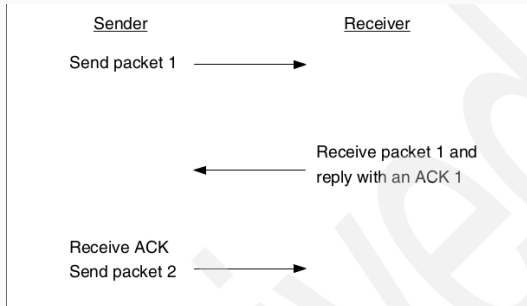 Sender Receiver
Send packet 1
Receive packet 1 and
reply with an ACK 1
Receive ACK
Send packet 2